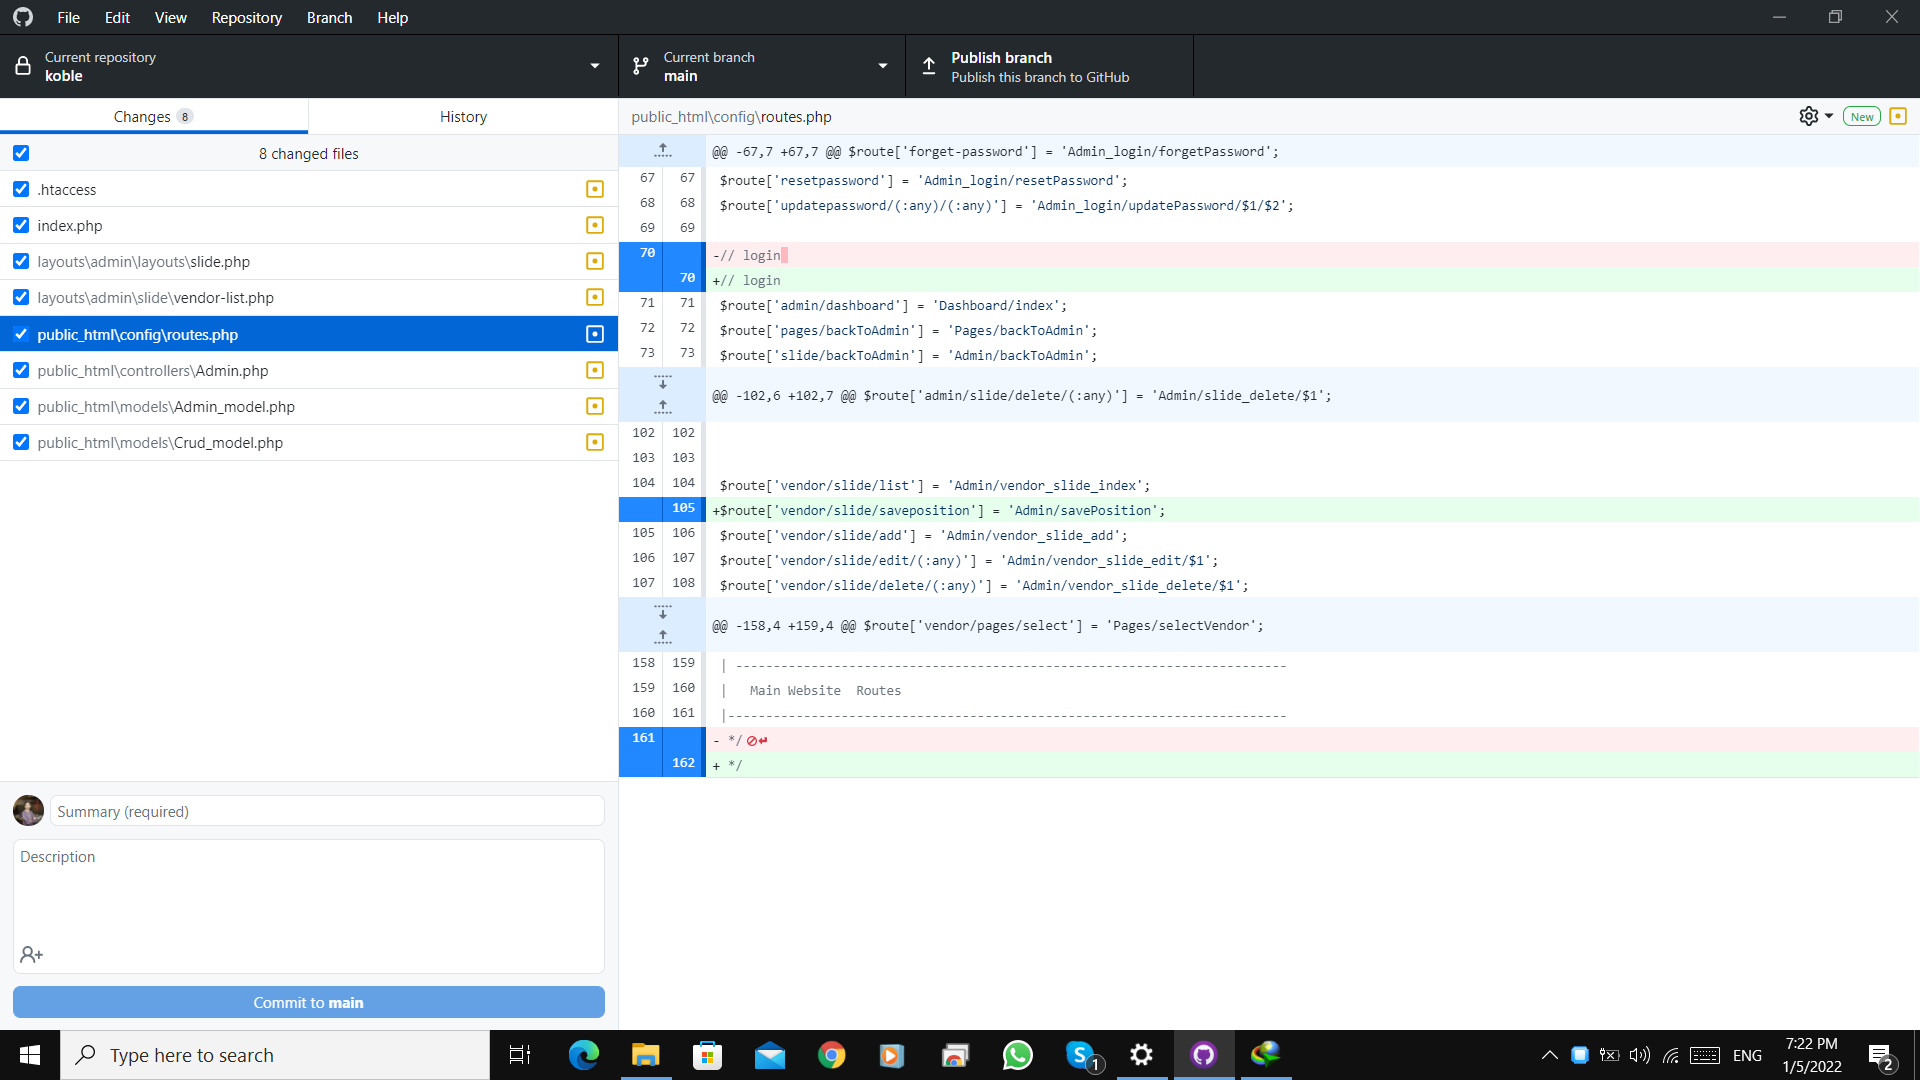 File Edit View Repository Branch Help
Current repository
koble
Current branch
main
Publish branch
Publish this branch to GitHub
Changes 8
History
8 changed files
.htaccess
index.php
layouts\admin\layouts\slide.php
layouts\admin\slide\vendor-list.php
public_html\config\routes.php
public_html\controllers\Admin.php
public_html\models\Admin_model.php
public_html\models\Crud_model.php
Summary (required)
Description
Commit to main
public_html\config\routes.php
New
@@ -67,7 +67,7 @@ $route['forget-password'] = 'Admin_login/forgetPassword';
67 67 $route['resetpassword'] = 'Admin_login/resetPassword';
68 68 $route['updatepassword/(:any)/(:any)'] = 'Admin_login/updatePassword/$1/$2';
69 69
70 -// login
70 +// login
71 71 $route['admin/dashboard'] = 'Dashboard/index';
72 72 $route['pages/backToAdmin'] = 'Pages/backToAdmin';
73 73 $route['slide/backToAdmin'] = 'Admin/backToAdmin';
@@ -102,6 +102,7 @@ $route['admin/slide/delete/(:any)'] = 'Admin/slide_delete/$1';
102 102
103 103
104 104 $route['vendor/slide/list'] = 'Admin/vendor_slide_index';
105 +$route['vendor/slide/saveposition'] = 'Admin/savePosition';
105 106 $route['vendor/slide/add'] = 'Admin/vendor_slide_add';
106 107 $route['vendor/slide/edit/(:any)'] = 'Admin/vendor_slide_edit/$1';
107 108 $route['vendor/slide/delete/(:any)'] = 'Admin/vendor_slide_delete/$1';
@@ -158,4 +159,4 @@ $route['vendor/pages/select'] = 'Pages/selectVendor';
158 159 | -------------------------------------------------------------------------
159 160 | Main Website Routes
160 161 |--------------------------------------------------------------------------
161 - */
162 + */
Type here to search
1
ENG
7:22 PM
1/5/2022
2